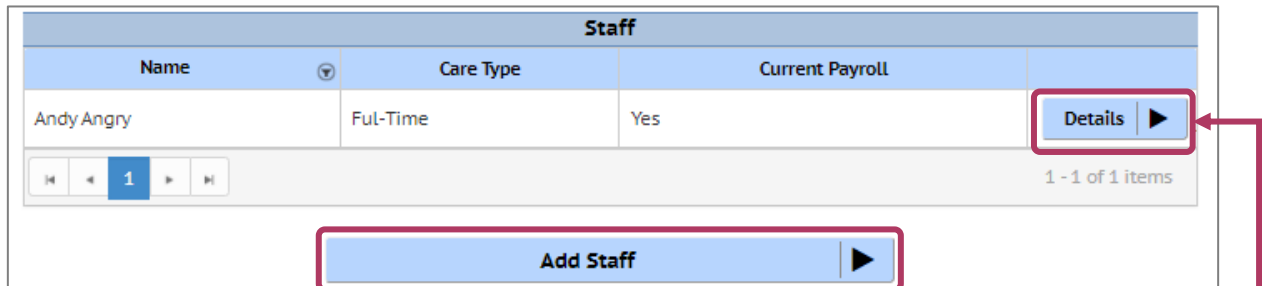 Staff
Name Care Type Current Payroll
Andy Angry Ful-Time Yes Details
1 1 - 1 of 1 items
Add Staff